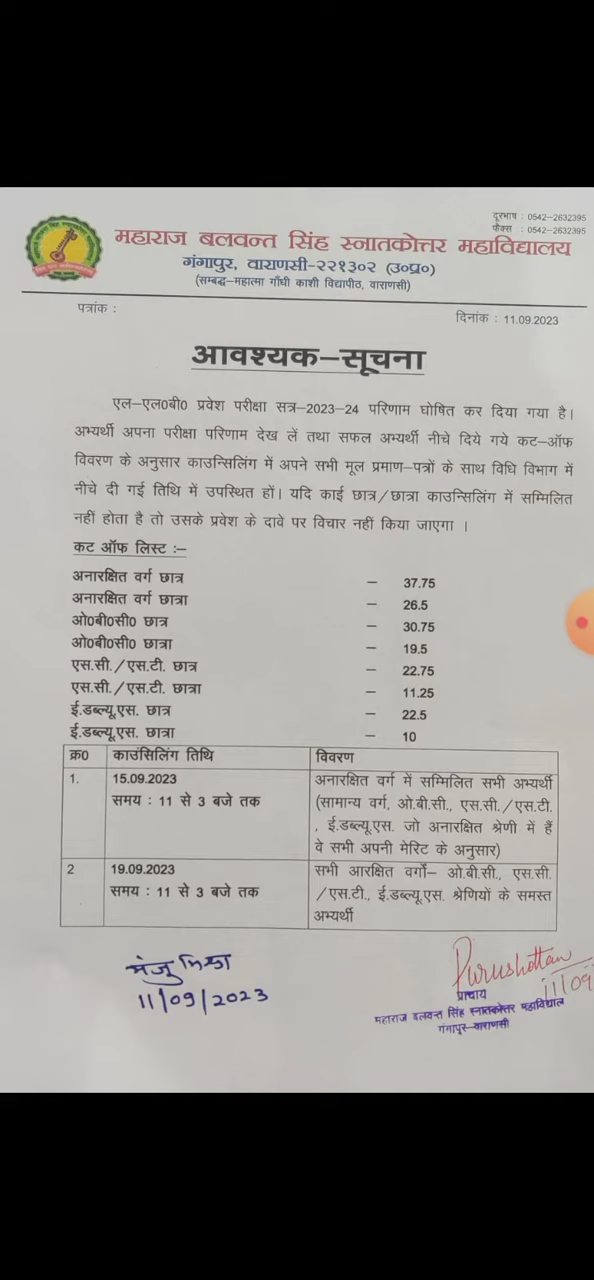 दूरभाष : 0542-2632395
फैक्स : 0542-2632395
महाराज बलवन्त सिंह स्नातकोत्तर महाविद्यालय
गंगापुर, वाराणसी-२२१३०२ (उ०प्र०)
(सम्बद्ध-महात्मा गाँधी काशी विद्यापीठ, वाराणसी)
पत्रांक :
दिनांक : 11.09.2023
आवश्यक-सूचना
एल-एल0बी0 प्रवेश परीक्षा सत्र-2023-24 परिणाम घोषित कर दिया गया है।
अभ्यर्थी अपना परीक्षा परिणाम देख लें तथा सफल अभ्यर्थी नीचे दिये गये कट-ऑफ
विवरण के अनुसार काउन्सिलिंग में अपने सभी मूल प्रमाण-पत्रों के साथ विधि विभाग में
नीचे दी गई तिथि में उपस्थित हों। यदि काई छात्र/छात्रा काउन्सिलिंग में सम्मिलित
नहीं होता है तो उसके प्रवेश के दावे पर विचार नहीं किया जाएगा ।
कट ऑफ लिस्ट :-
अनारक्षित वर्ग छात्र - 37.75
अनारक्षित वर्ग छात्रा - 26.5
ओ0बी0सी0 छात्र - 30.75
ओ0बी0सी0 छात्रा - 19.5
एस.सी./एस.टी. छात्र - 22.75
एस.सी./एस.टी. छात्रा - 11.25
ई.डब्ल्यू.एस. छात्र - 22.5
ई.डब्ल्यू.एस. छात्रा - 10
क्र0 काउंसिलिंग तिथि विवरण
1. 15.09.2023 अनारक्षित वर्ग में सम्मिलित सभी अभ्यर्थी
समय : 11 से 3 बजे तक (सामान्य वर्ग, ओ.बी.सी., एस.सी./एस.टी.
, ई.डब्ल्यू.एस. जो अनारक्षित श्रेणी में हैं
वे सभी अपनी मेरिट के अनुसार)
2 19.09.2023 सभी आरक्षित वर्गों- ओ.बी.सी., एस.सी.
समय : 11 से 3 बजे तक /एस.टी., ई.डब्ल्यू.एस. श्रेणियों के समस्त
अभ्यर्थी
मंजु मिश्रा
11/09/2023
Purushottam
11/09
प्राचार्य
महाराज बलवन्त सिंह स्नातकोत्तर महाविद्यालय
गंगापुर-वाराणसी